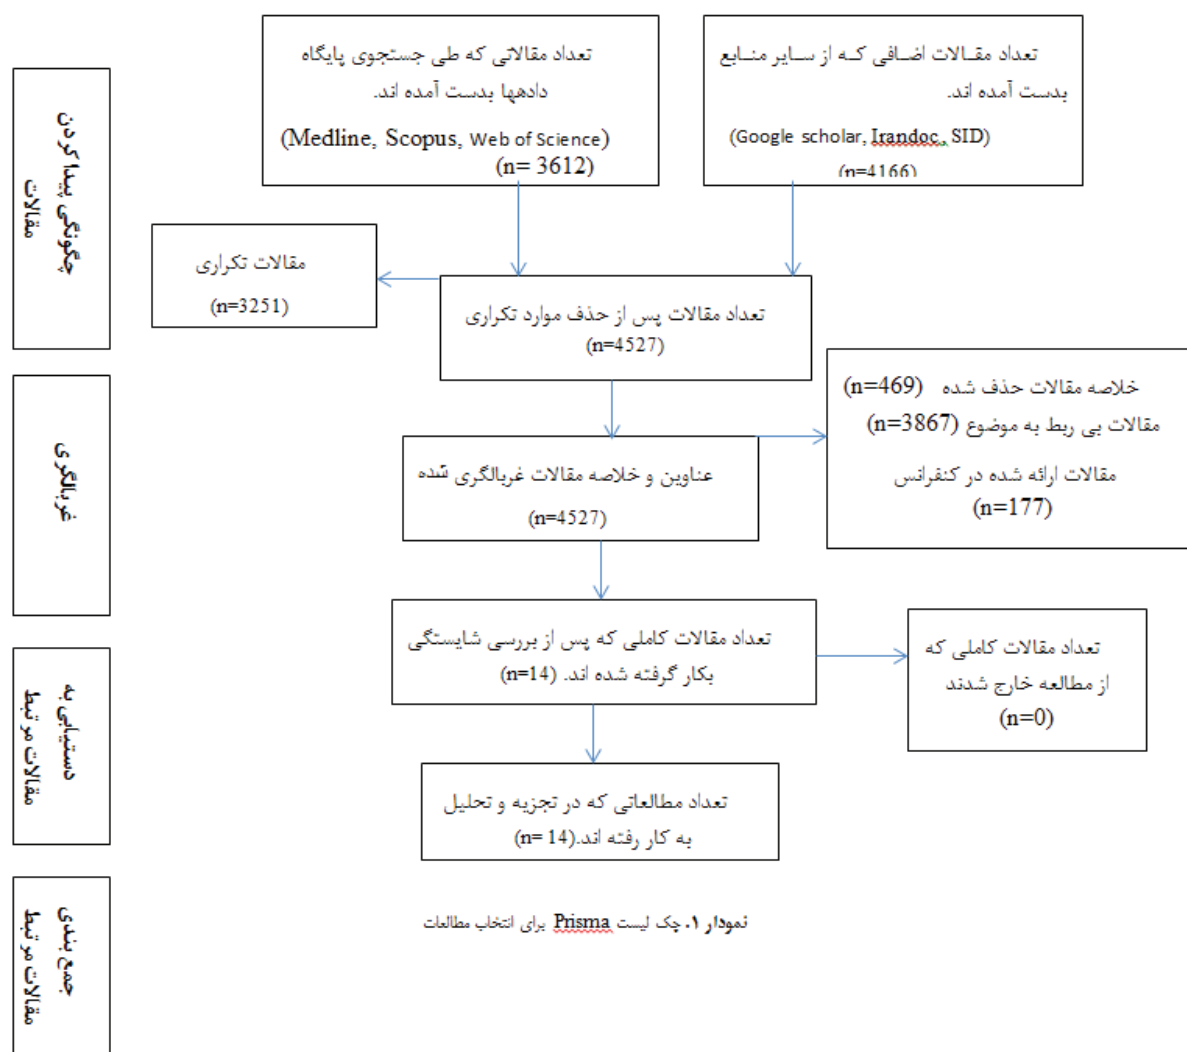 تعداد مقالاتی که طی جستجوی پایگاه
دادهها بدست آمده اند.
(Medline, Scopus, Web of Science)
(n= 3612)
تعداد مقالات اضافی که از سایر منابع
بدست آمده اند.
(Google scholar, Irandoc, SID)
(n=4166)
چگونگی پیدا کردن
مقالات
مقالات تکراری
(n=3251)
تعداد مقالات پس از حذف موارد تکراری
(n=4527)
غربالگری
خلاصه مقالات حذف شده (n=469)
مقالات بی ربط به موضوع (n=3867)
مقالات ارائه شده در کنفرانس
(n=177)
عناوین و خلاصه مقالات غربالگری شده
(n=4527)
دستیابی به
مقالات مرتبط
تعداد مقالات کاملی که پس از بررسی شایستگی
بکار گرفته شده اند. (n=14)
تعداد مقالات کاملی که
از مطالعه خارج شدند
(n=0)
تعداد مطالعاتی که در تجزیه و تحلیل
به کار رفته اند.(n= 14)
جمع بندی
مقالات مرتبط
نمودار ۱. چک لیست Prisma برای انتخاب مطالعات